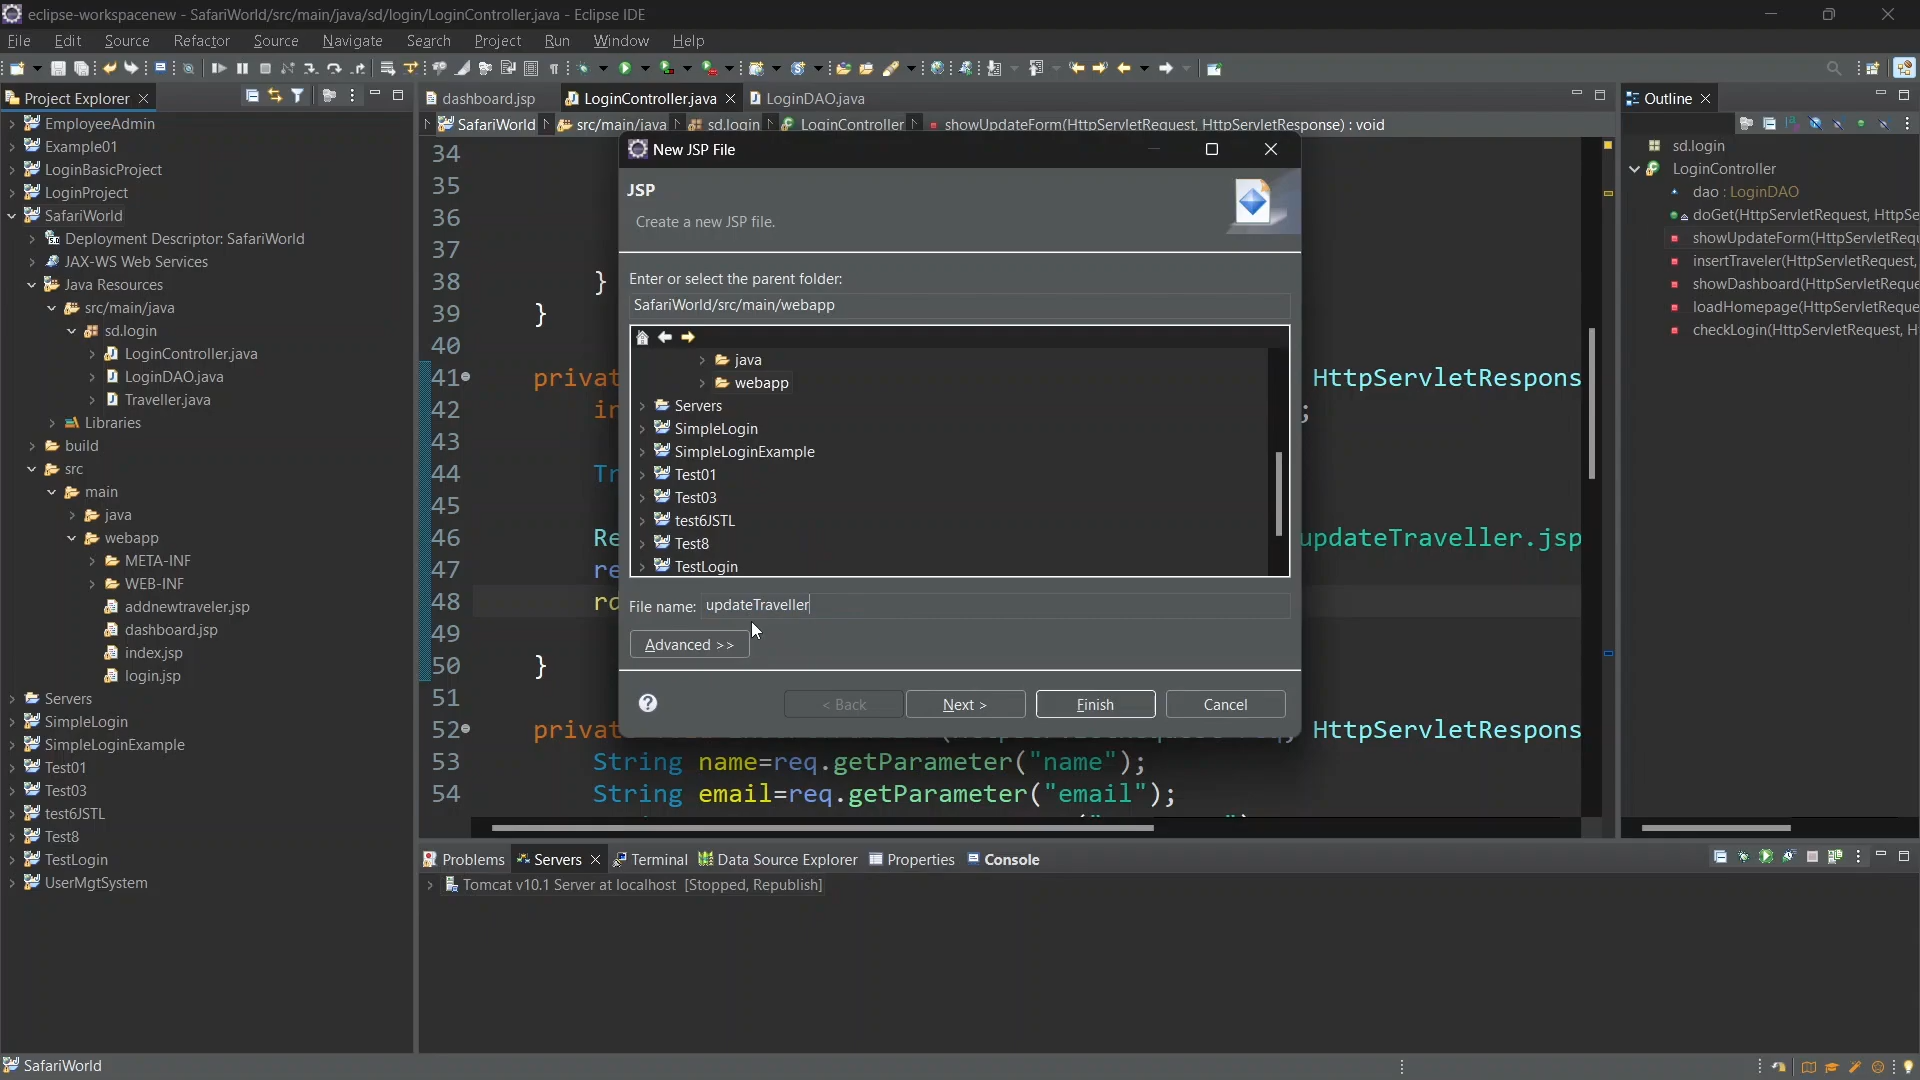 eclipse-workspacenew - SafariWorld/src/main/java/sd/login/LoginController.java - Eclipse IDE
File Edit Source Refactor Source Navigate Search Project Run Window Help
Project Explorer
EmployeeAdmin
Example01
LoginBasicProject
LoginProject
SafariWorld
Deployment Descriptor: SafariWorld
JAX-WS Web Services
Java Resources
src/main/java
sd.login
LoginController.java
LoginDAO.java
Traveller.java
Libraries
build
src
main
java
webapp
META-INF
WEB-INF
addnewtraveler.jsp
dashboard.jsp
index.jsp
login.jsp
Servers
SimpleLogin
SimpleLoginExample
Test01
Test03
test6JSTL
Test8
TestLogin
UserMgtSystem
dashboard.jsp LoginController.java LoginDAO.java
SafariWorld src/main/java sd.login LoginController showUpdateForm(HttpServletRequest, HttpServletResponse) : void
34
35
36
37
38 }
39 }
40
41 privat HttpServletRespons
42 in ;
43
44 Tr
45
46 Re updateTraveller.jsp
47 re
48 rd
49
50 }
51
52 privat HttpServletRespons
53 String name=req.getParameter("name");
54 String email=req.getParameter("email");
New JSP File
JSP
Create a new JSP file.
Enter or select the parent folder:
SafariWorld/src/main/webapp
java
webapp
Servers
SimpleLogin
SimpleLoginExample
Test01
Test03
test6JSTL
Test8
TestLogin
File name: updateTraveller
Advanced >>
? < Back Next > Finish Cancel
Outline
sd.login
LoginController
dao : LoginDAO
doGet(HttpServletRequest, HttpSe
showUpdateForm(HttpServletRequ
insertTraveler(HttpServletRequest,
showDashboard(HttpServletReque
loadHomepage(HttpServletReque
checkLogin(HttpServletRequest, H
Problems Servers Terminal Data Source Explorer Properties Console
Tomcat v10.1 Server at localhost [Stopped, Republish]
SafariWorld